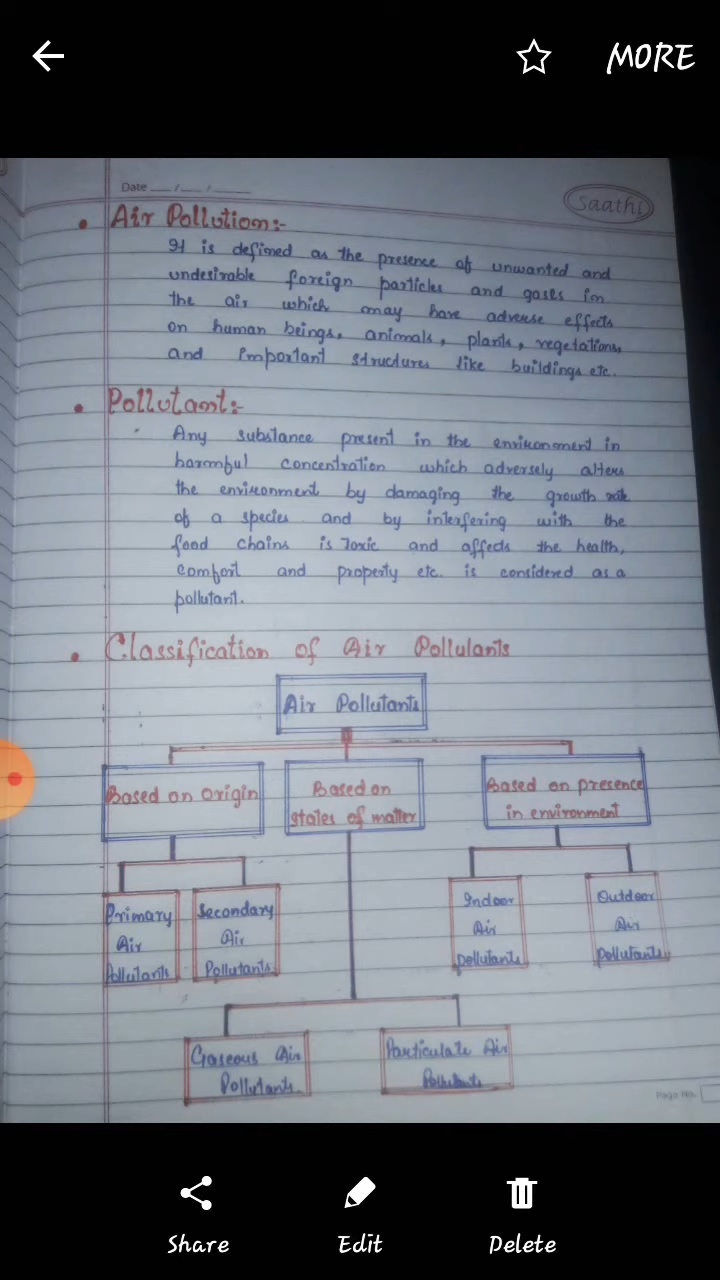 MORE
Date __/__/____
Saathi
• Air Pollution:-
It is defined as the presence of unwanted and
undesirable foreign particles and gases in
the air which may have adverse effects
on human beings, animals, plants, vegetations,
and important structures like buildings etc.
• Pollutant:-
Any substance present in the environment in
harmful concentration which adversely alters
the environment by damaging the growth rate
of a species and by interfering with the
food chains is Toxic and affects the health,
comfort and property etc. is considered as a
pollutant.
• Classification of Air Pollutants
Air Pollutants
Based on origin
Based on
states of matter
Based on presence
in environment
Primary
Air
Pollutants
Secondary
Air
Pollutants
Indoor
Air
pollutants
Outdoor
Air
pollutants
Gaseous Air
Pollutants
Particulate Air
Pollutants
Page No.
Share
Edit
Delete